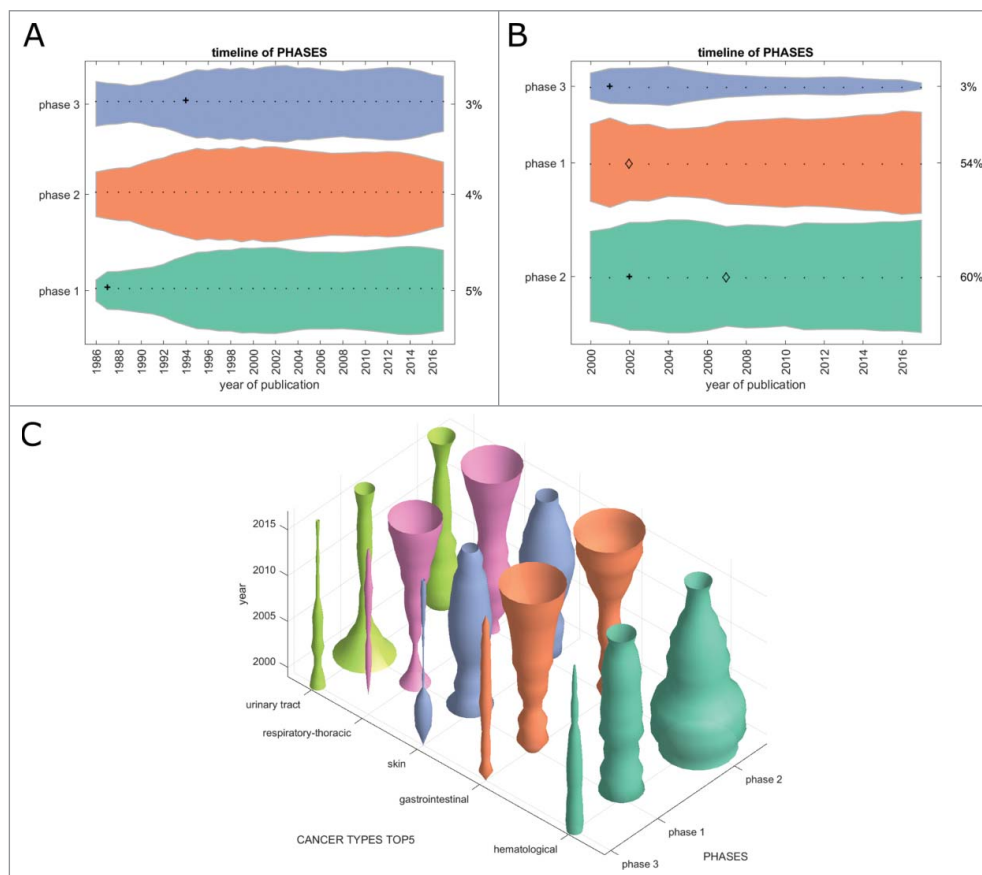 A
timeline of PHASES
phase 3
3%
phase 2
4%
phase 1
5%
1986
1988
1990
1992
1994
1996
1998
2000
2002
2004
2006
2008
2010
2012
2014
2016
year of publication
B
timeline of PHASES
phase 3
3%
phase 1
54%
phase 2
60%
2000
2002
2004
2006
2008
2010
2012
2014
2016
year of publication
C
2015
2010
2005
2000
year
urinary tract
respiratory-thoracic
skin
gastrointestinal
hematological
CANCER TYPES TOP5
phase 2
phase 1
phase 3
PHASES